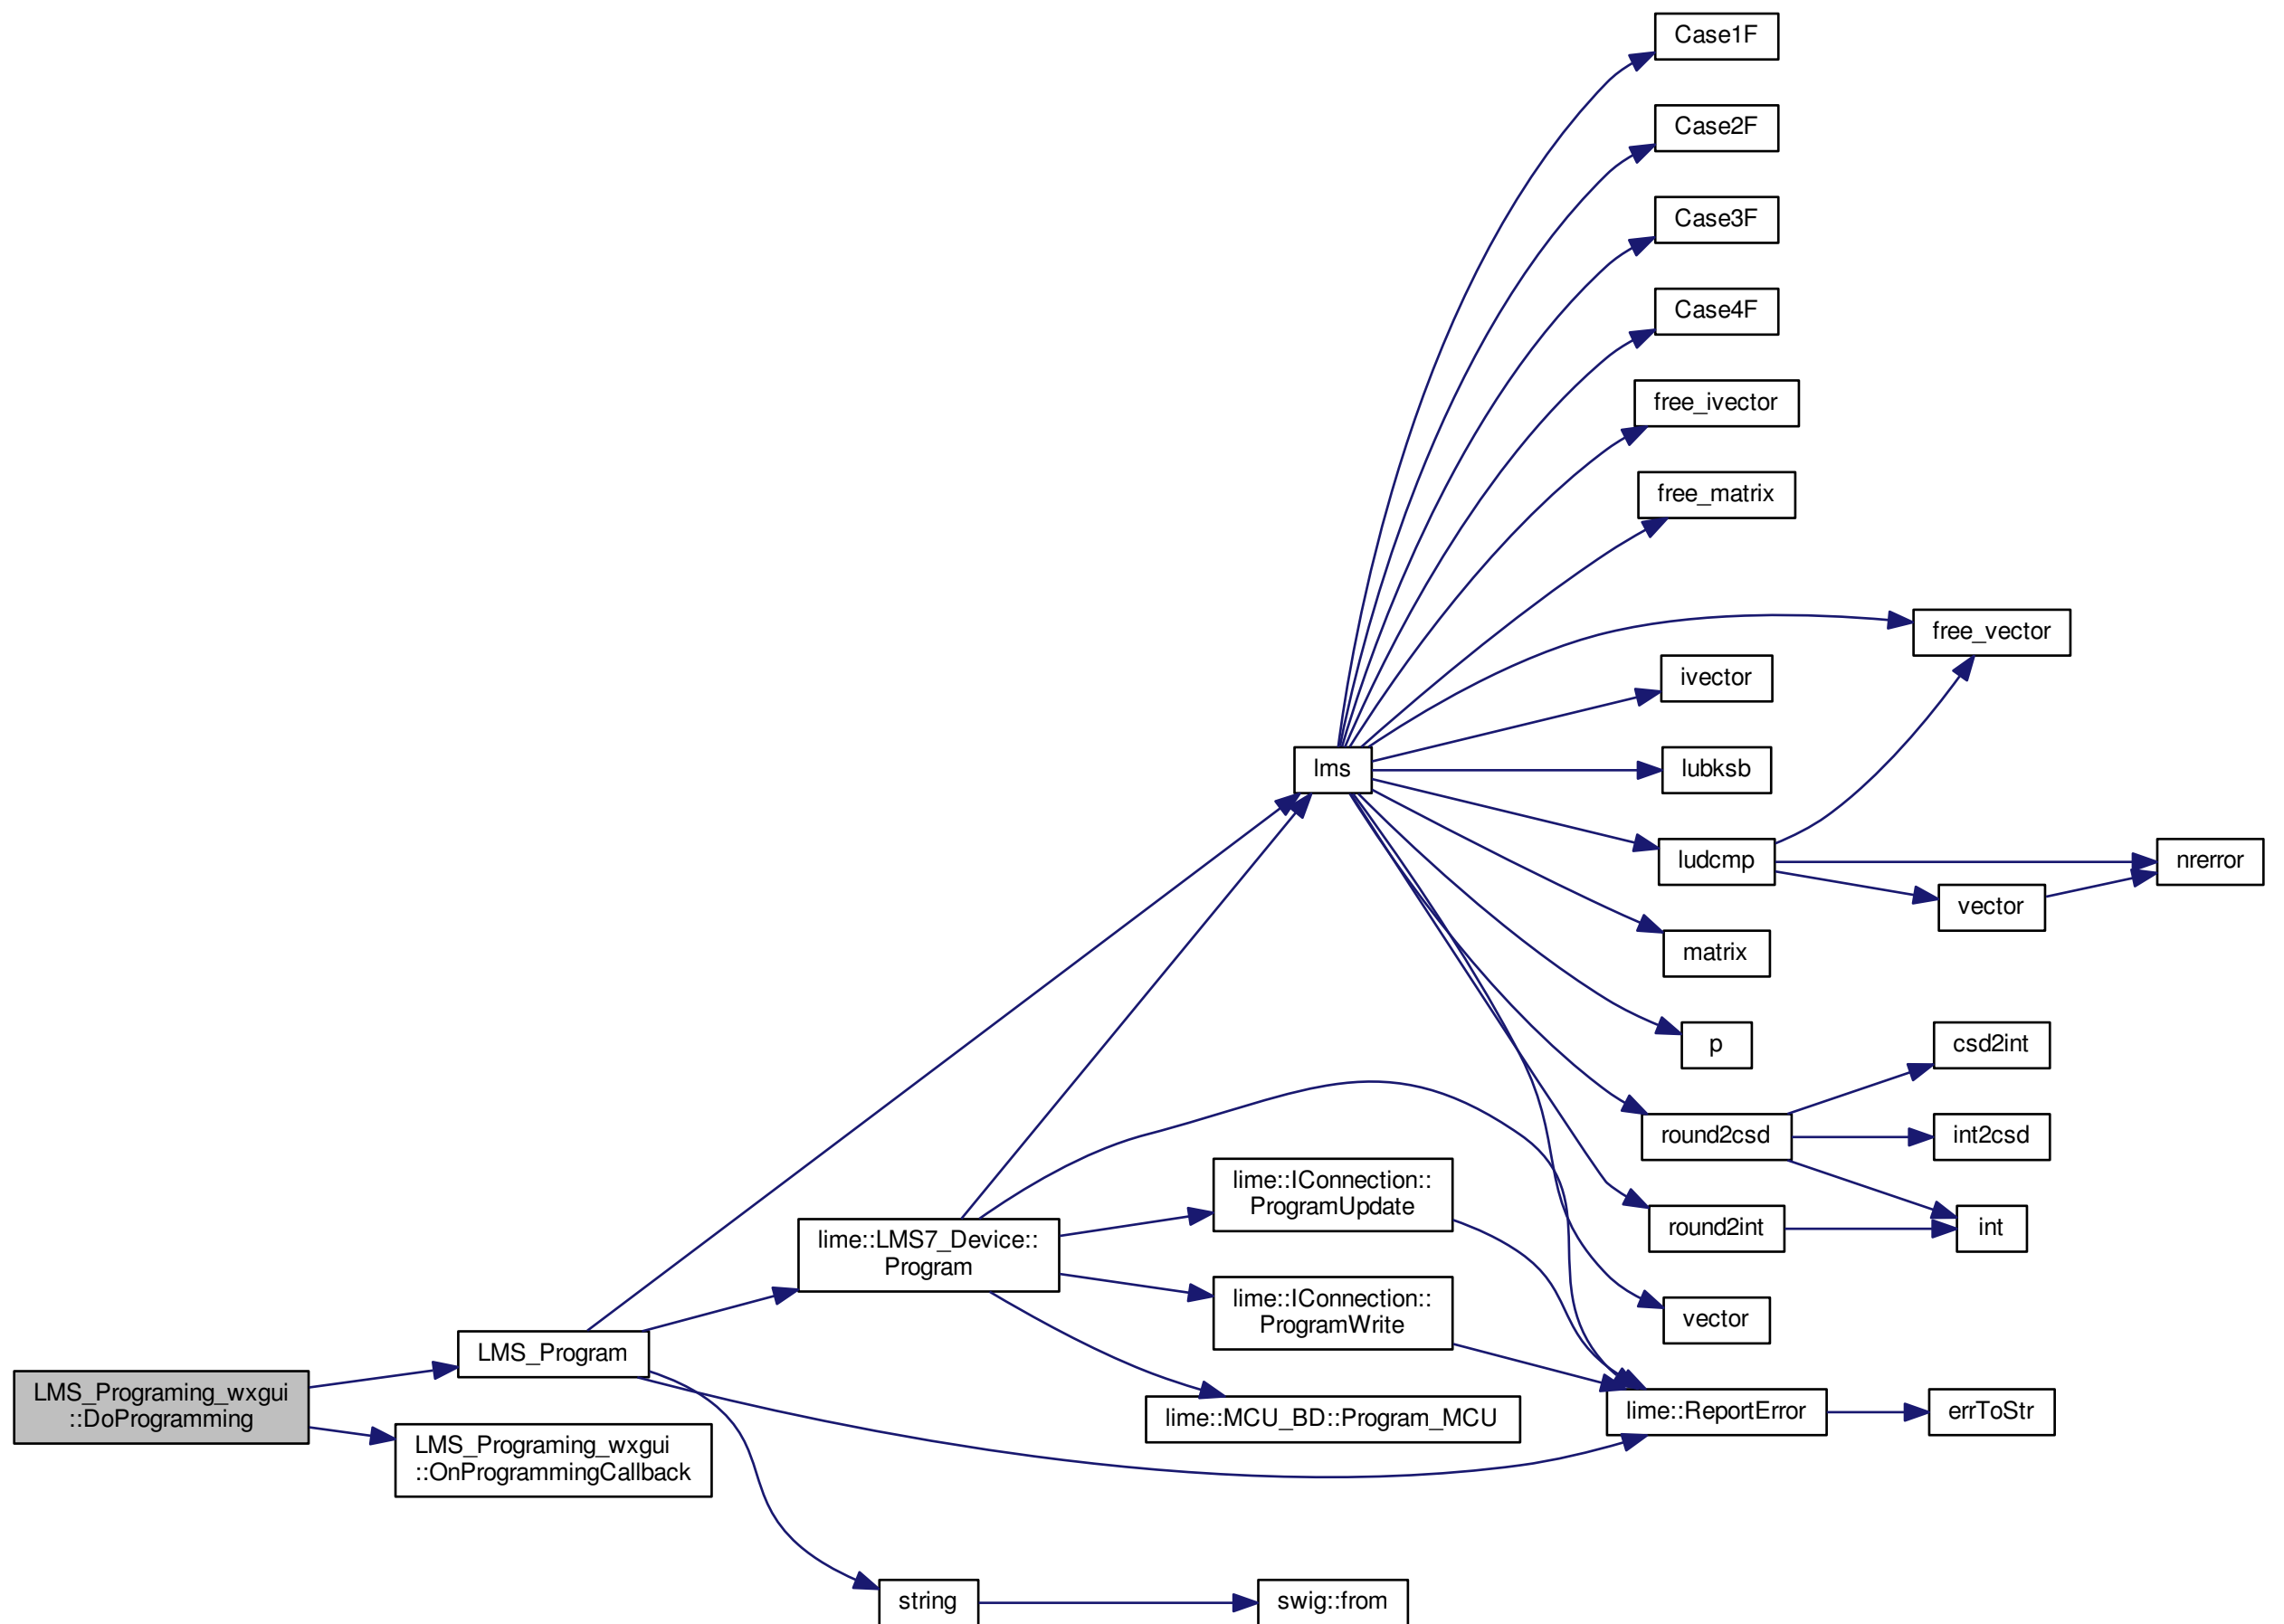 Case1F
Case2F
Case3F
Case4F
free_ivector
free_matrix
free_vector
ivector
lms
lubksb
ludcmp
nrerror
vector
matrix
p
csd2int
round2csd
int2csd
lime::IConnection::
ProgramUpdate
round2int
int
lime::LMS7_Device::
Program
lime::IConnection::
ProgramWrite
vector
LMS_Program
LMS_Programing_wxgui
::DoProgramming
lime::MCU_BD::Program_MCU
lime::ReportError
errToStr
LMS_Programing_wxgui
::OnProgrammingCallback
string
swig::from